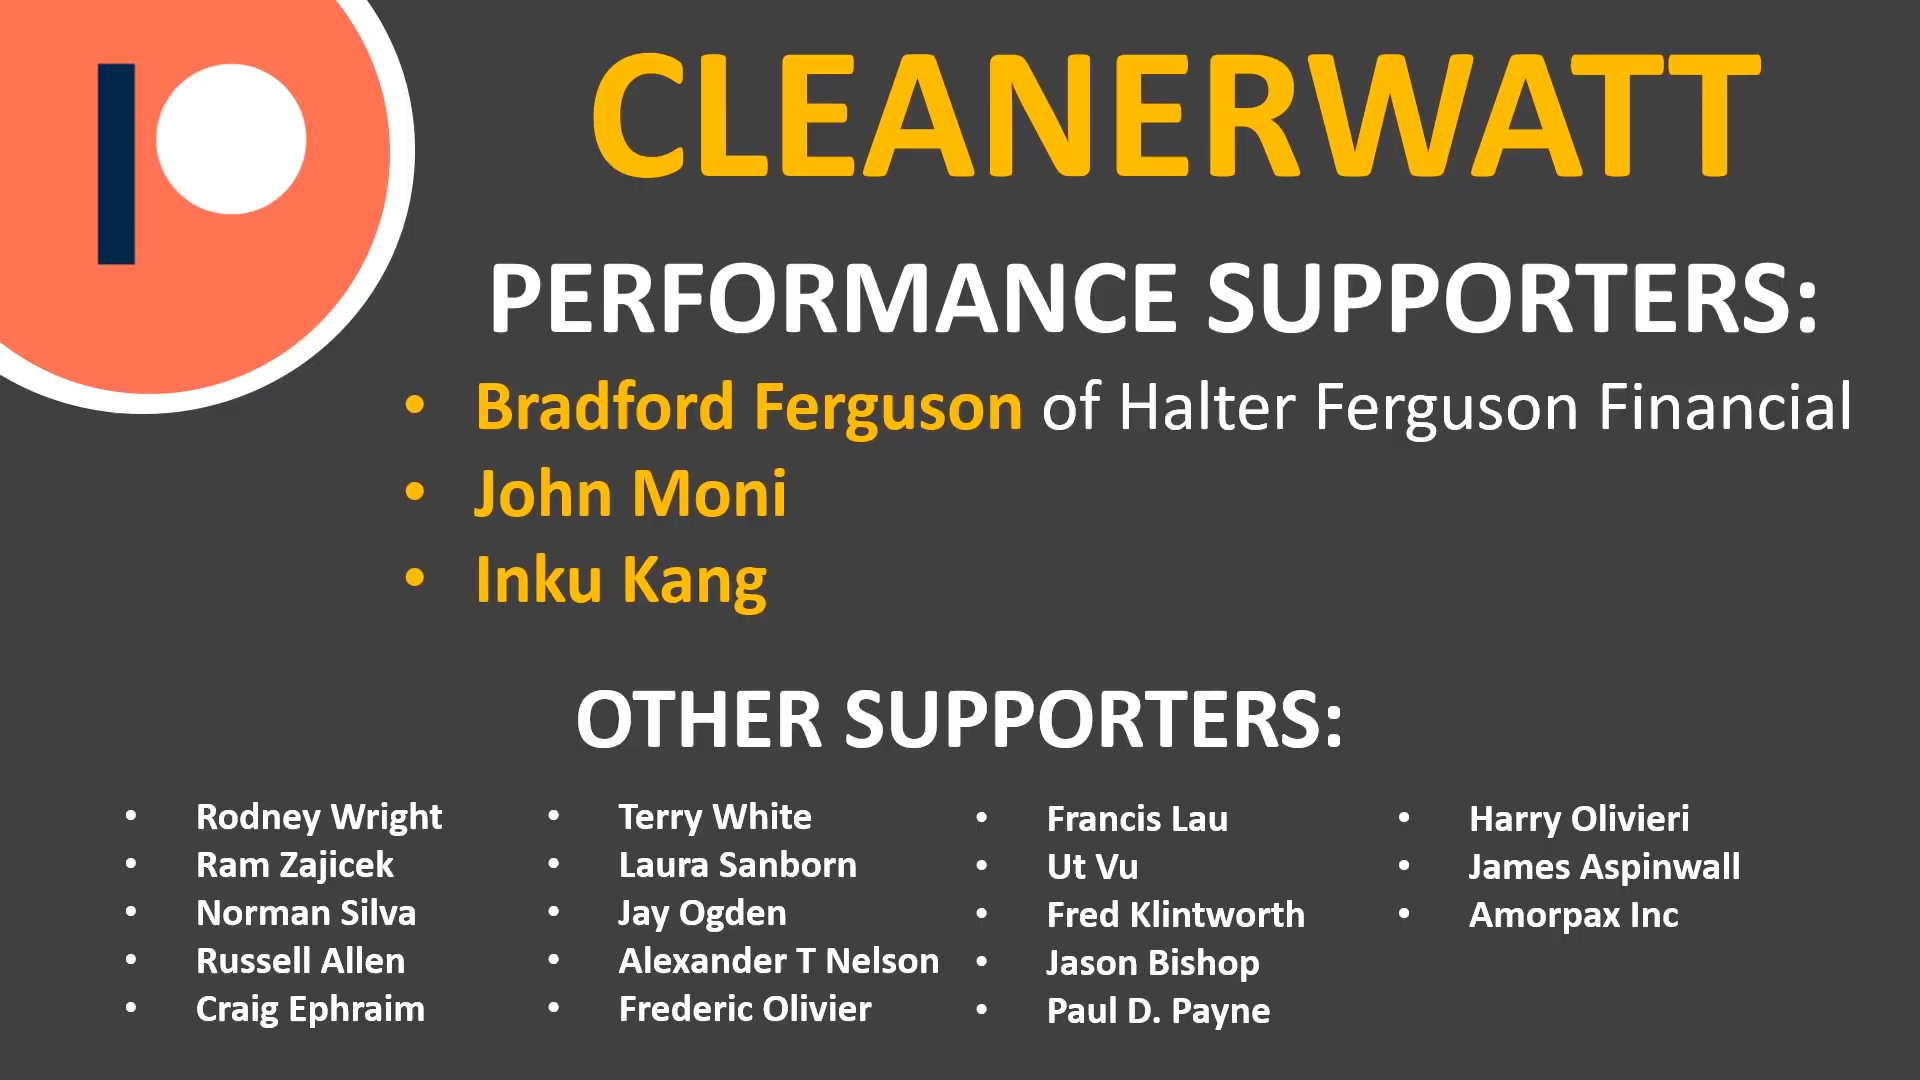 CLEANERWATT
PERFORMANCE SUPPORTERS:
• Bradford Ferguson of Halter Ferguson Financial
• John Moni
• Inku Kang
OTHER SUPPORTERS:
• Rodney Wright
• Ram Zajicek
• Norman Silva
• Russell Allen
• Craig Ephraim
• Terry White
• Laura Sanborn
• Jay Ogden
• Alexander T Nelson
• Frederic Olivier
• Francis Lau
• Ut Vu
• Fred Klintworth
• Jason Bishop
• Paul D. Payne
• Harry Olivieri
• James Aspinwall
• Amorpax Inc